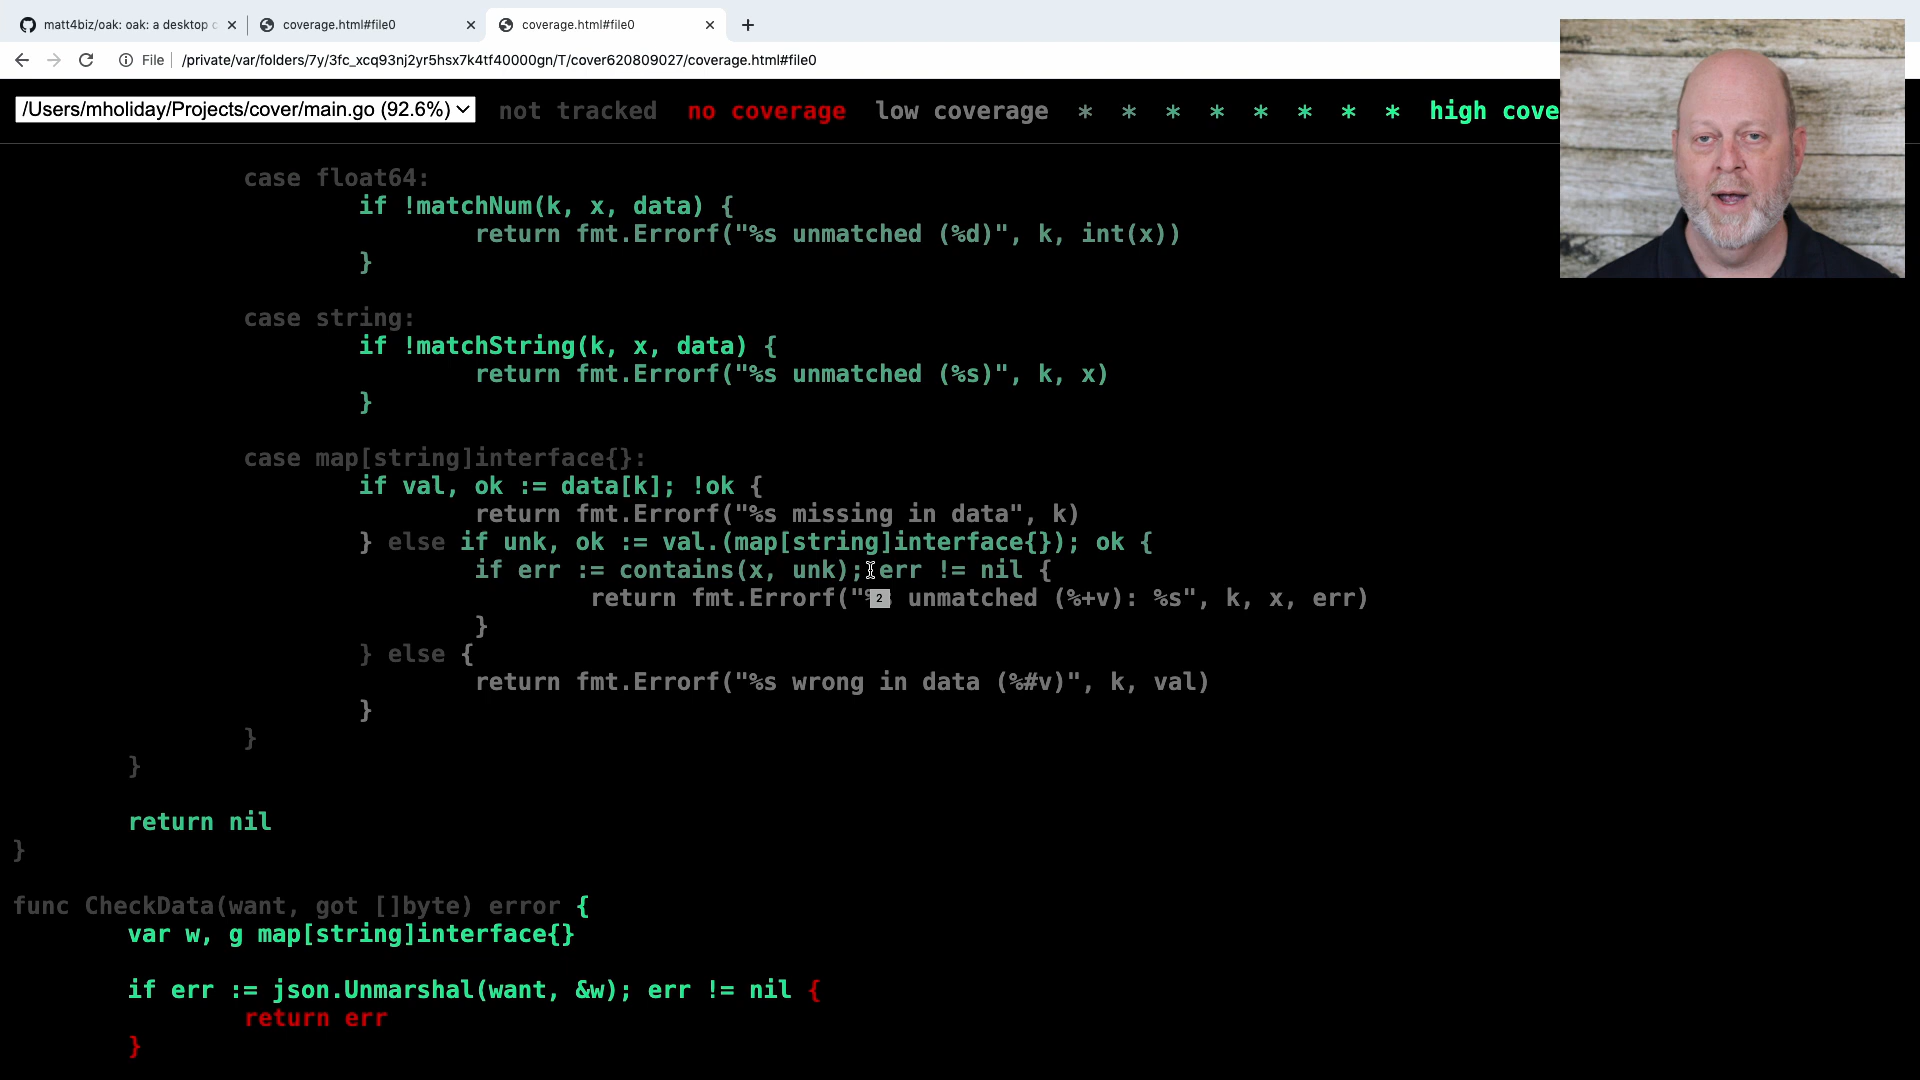 matt4biz/oak: oak: a desktop c
coverage.html#file0
coverage.html#file0
File /private/var/folders/7y/3fc_xcq93nj2yr5hsx7k4tf40000gn/T/cover620809027/coverage.html#file0
/Users/mholiday/Projects/cover/main.go (92.6%) not tracked no coverage low coverage * * * * * * * * high cove
case float64:
if !matchNum(k, x, data) {
return fmt.Errorf("%s unmatched (%d)", k, int(x))
}
case string:
if !matchString(k, x, data) {
return fmt.Errorf("%s unmatched (%s)", k, x)
}
case map[string]interface{}:
if val, ok := data[k]; !ok {
return fmt.Errorf("%s missing in data", k)
} else if unk, ok := val.(map[string]interface{}); ok {
if err := contains(x, unk); err != nil {
return fmt.Errorf("%s unmatched (%+v): %s", k, x, err)
2
}
} else {
return fmt.Errorf("%s wrong in data (%#v)", k, val)
}
}
}
return nil
}
func CheckData(want, got []byte) error {
var w, g map[string]interface{}
if err := json.Unmarshal(want, &w); err != nil {
return err
}